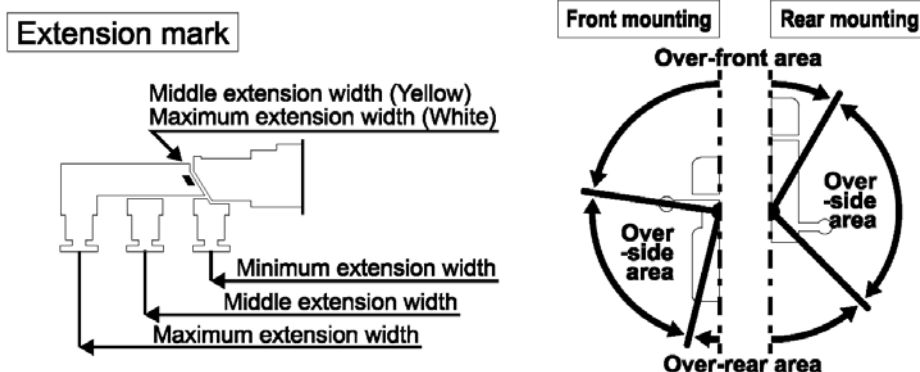 Extension mark
Middle extension width (Yellow)
Maximum extension width (White)
Minimum extension width
Middle extension width
Maximum extension width
Front mounting
Rear mounting
Over-front area
Over
-side
area
Over
-side
area
Over-rear area